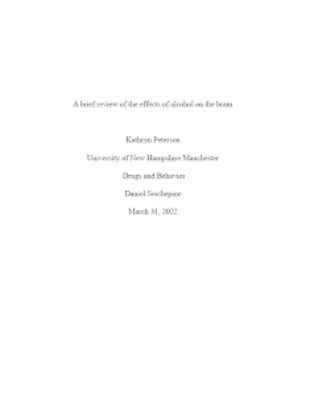 A brief review of the effects of alcohol on the brain
Kathryn Peterson
University of New Hampshire Manchester
Drugs and Behavior
Daniel Seichepine
March 31, 2022